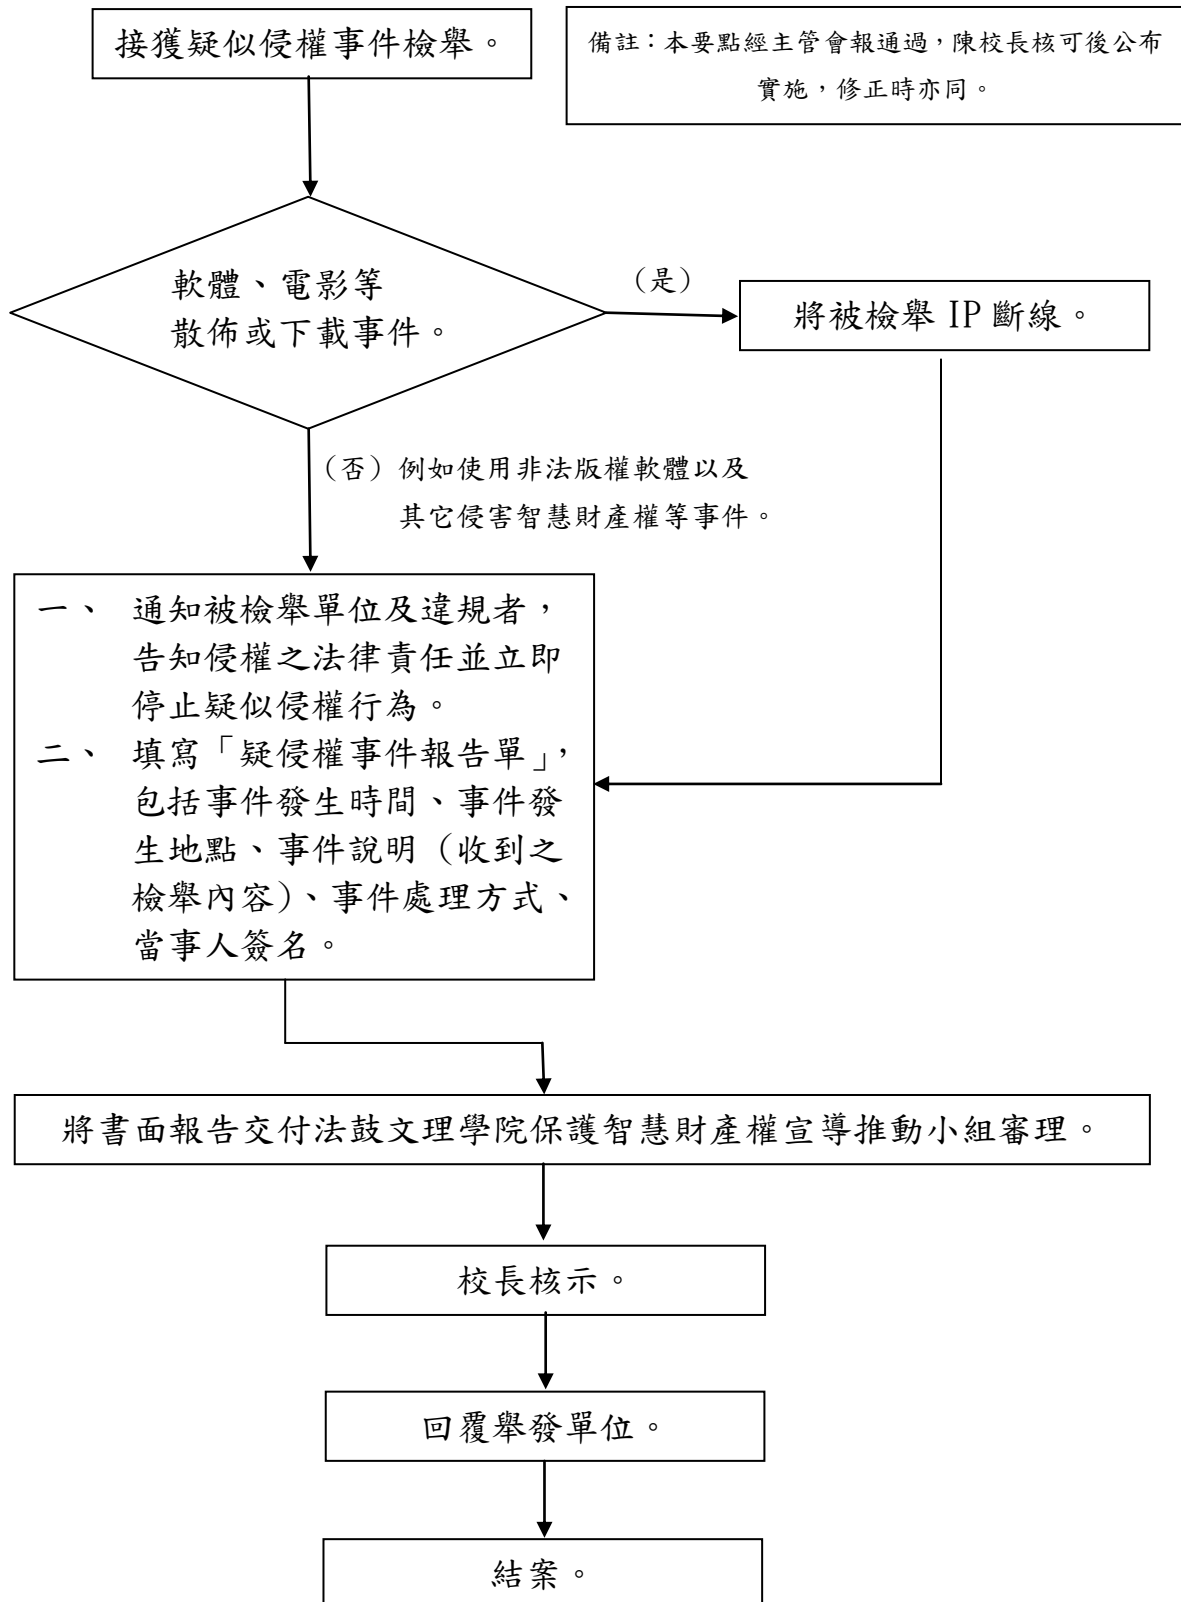 接獲疑似侵權事件檢舉。
備註：本要點經主管會報通過，陳校長核可後公布
實施，修正時亦同。
軟體、電影等
散佈或下載事件。
（是）
將被檢舉 IP 斷線。
（否）例如使用非法版權軟體以及
其它侵害智慧財產權等事件。
一、 通知被檢舉單位及違規者，
告知侵權之法律責任並立即
停止疑似侵權行為。
二、 填寫「疑侵權事件報告單」，
包括事件發生時間、事件發
生地點、事件說明（收到之
檢舉內容）、事件處理方式、
當事人簽名。
將書面報告交付法鼓文理學院保護智慧財產權宣導推動小組審理。
校長核示。
回覆舉發單位。
結案。